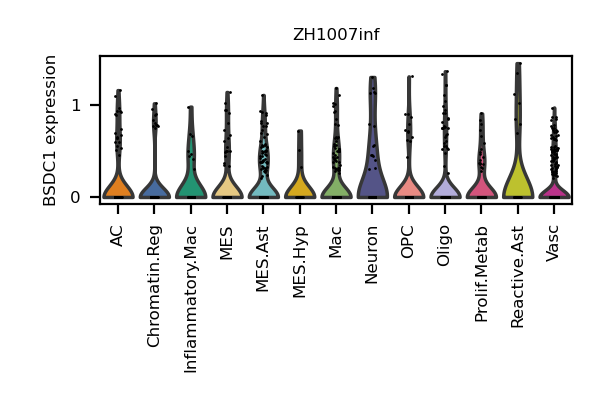 ZH1007inf
BSDC1 expression
1
0
AC
Chromatin.Reg
Inflammatory.Mac
MES
MES.Ast
MES.Hyp
Mac
Neuron
OPC
Oligo
Prolif.Metab
Reactive.Ast
Vasc